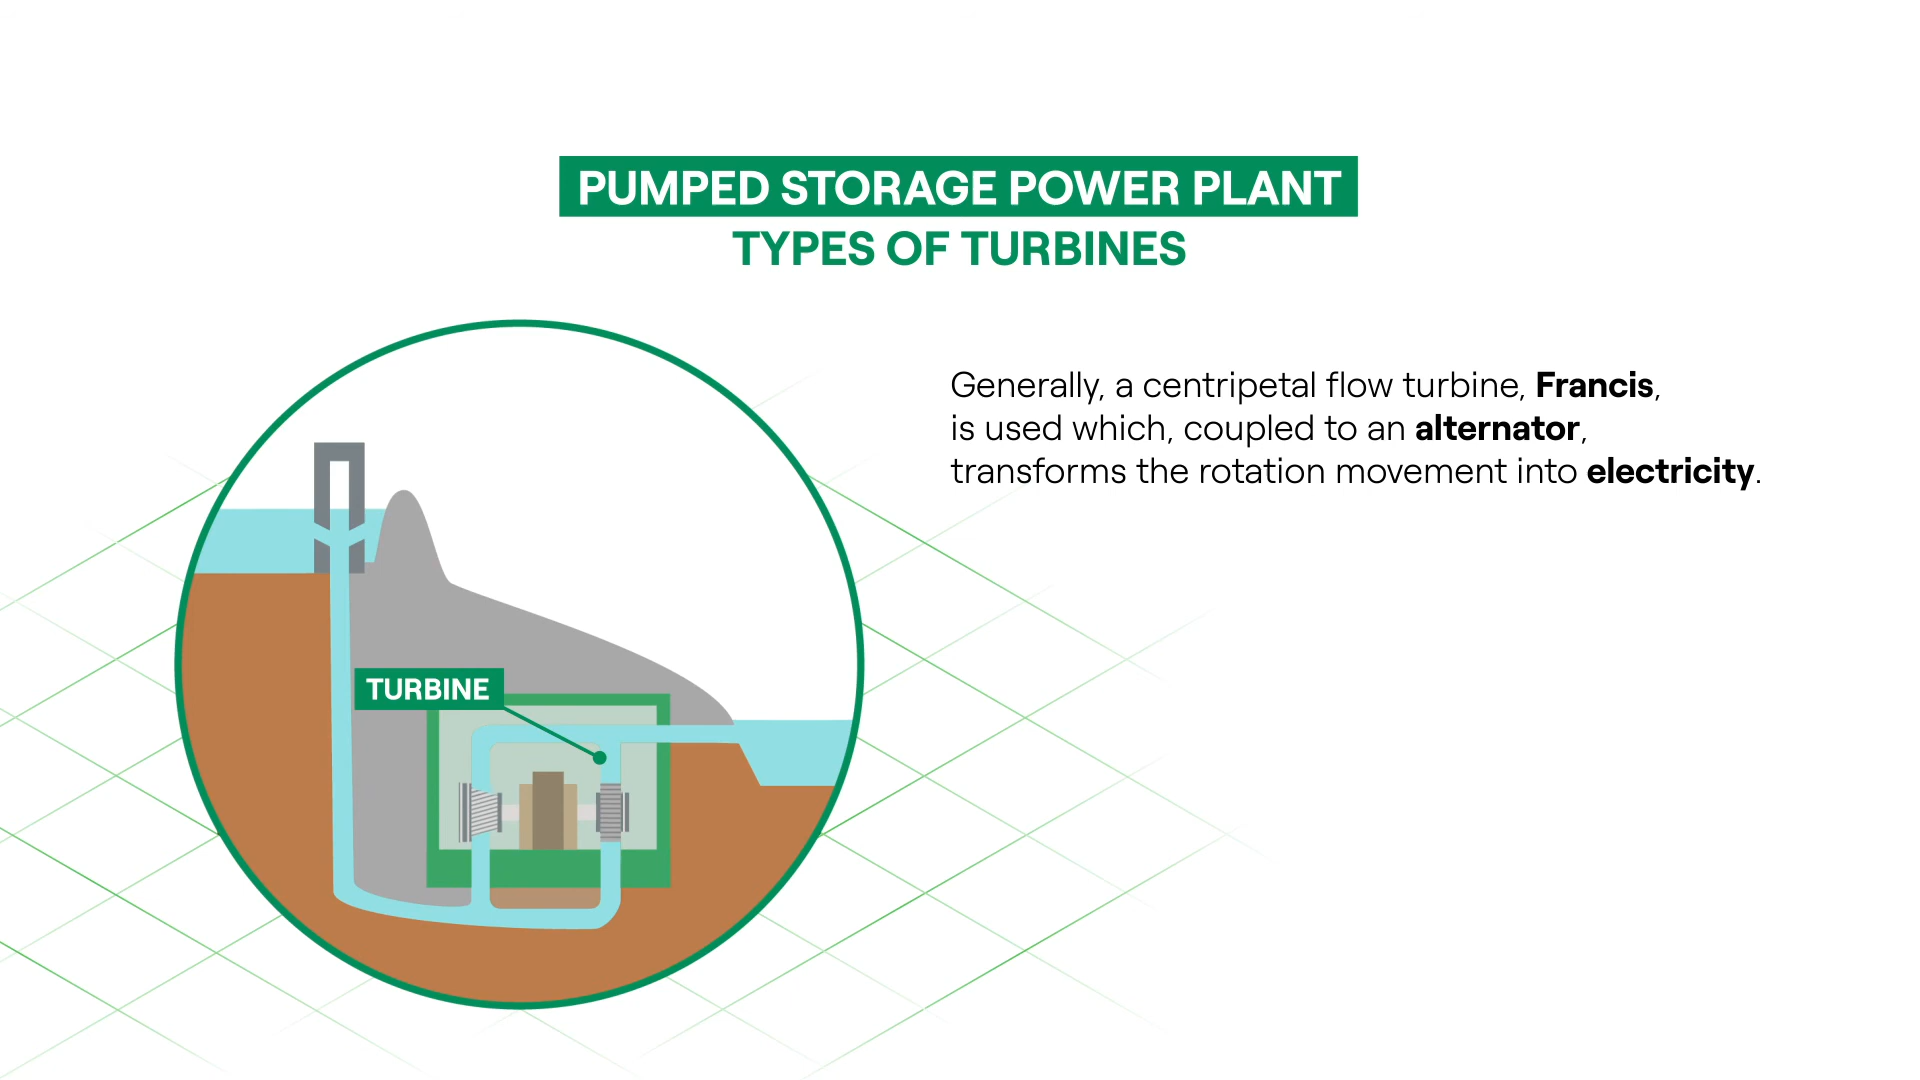 PUMPED STORAGE POWER PLANT
TYPES OF TURBINES
Generally, a centripetal flow turbine, Francis,
is used which, coupled to an alternator,
transforms the rotation movement into electricity.
TURBINE